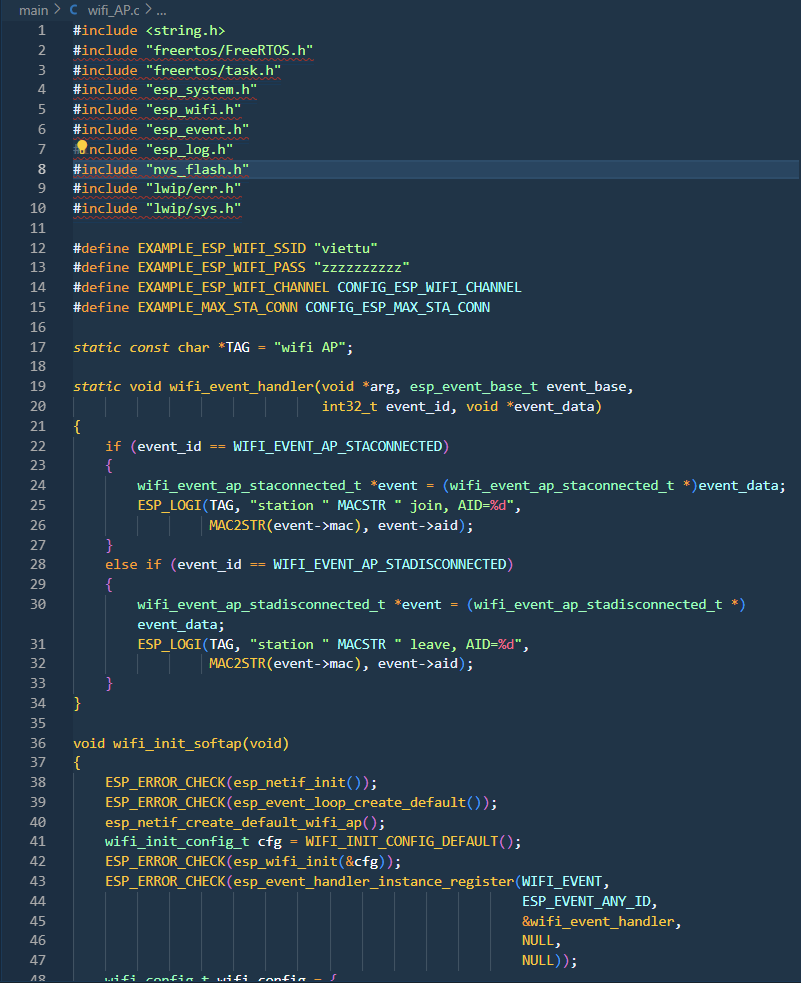 main > C wifi_AP.c > ...
1 #include <string.h>
2 #include "freertos/FreeRTOS.h"
3 #include "freertos/task.h"
4 #include "esp_system.h"
5 #include "esp_wifi.h"
6 #include "esp_event.h"
7 #include "esp_log.h"
8 #include "nvs_flash.h"
9 #include "lwip/err.h"
10 #include "lwip/sys.h"
11
12 #define EXAMPLE_ESP_WIFI_SSID "viettu"
13 #define EXAMPLE_ESP_WIFI_PASS "zzzzzzzzzz"
14 #define EXAMPLE_ESP_WIFI_CHANNEL CONFIG_ESP_WIFI_CHANNEL
15 #define EXAMPLE_MAX_STA_CONN CONFIG_ESP_MAX_STA_CONN
16
17 static const char *TAG = "wifi AP";
18
19 static void wifi_event_handler(void *arg, esp_event_base_t event_base,
20 int32_t event_id, void *event_data)
21 {
22 if (event_id == WIFI_EVENT_AP_STACONNECTED)
23 {
24 wifi_event_ap_staconnected_t *event = (wifi_event_ap_staconnected_t *)event_data;
25 ESP_LOGI(TAG, "station " MACSTR " join, AID=%d",
26 MAC2STR(event->mac), event->aid);
27 }
28 else if (event_id == WIFI_EVENT_AP_STADISCONNECTED)
29 {
30 wifi_event_ap_stadisconnected_t *event = (wifi_event_ap_stadisconnected_t *)
event_data;
31 ESP_LOGI(TAG, "station " MACSTR " leave, AID=%d",
32 MAC2STR(event->mac), event->aid);
33 }
34 }
35
36 void wifi_init_softap(void)
37 {
38 ESP_ERROR_CHECK(esp_netif_init());
39 ESP_ERROR_CHECK(esp_event_loop_create_default());
40 esp_netif_create_default_wifi_ap();
41 wifi_init_config_t cfg = WIFI_INIT_CONFIG_DEFAULT();
42 ESP_ERROR_CHECK(esp_wifi_init(&cfg));
43 ESP_ERROR_CHECK(esp_event_handler_instance_register(WIFI_EVENT,
44 ESP_EVENT_ANY_ID,
45 &wifi_event_handler,
46 NULL,
47 NULL));
48 wifi_config_t wifi_config = {